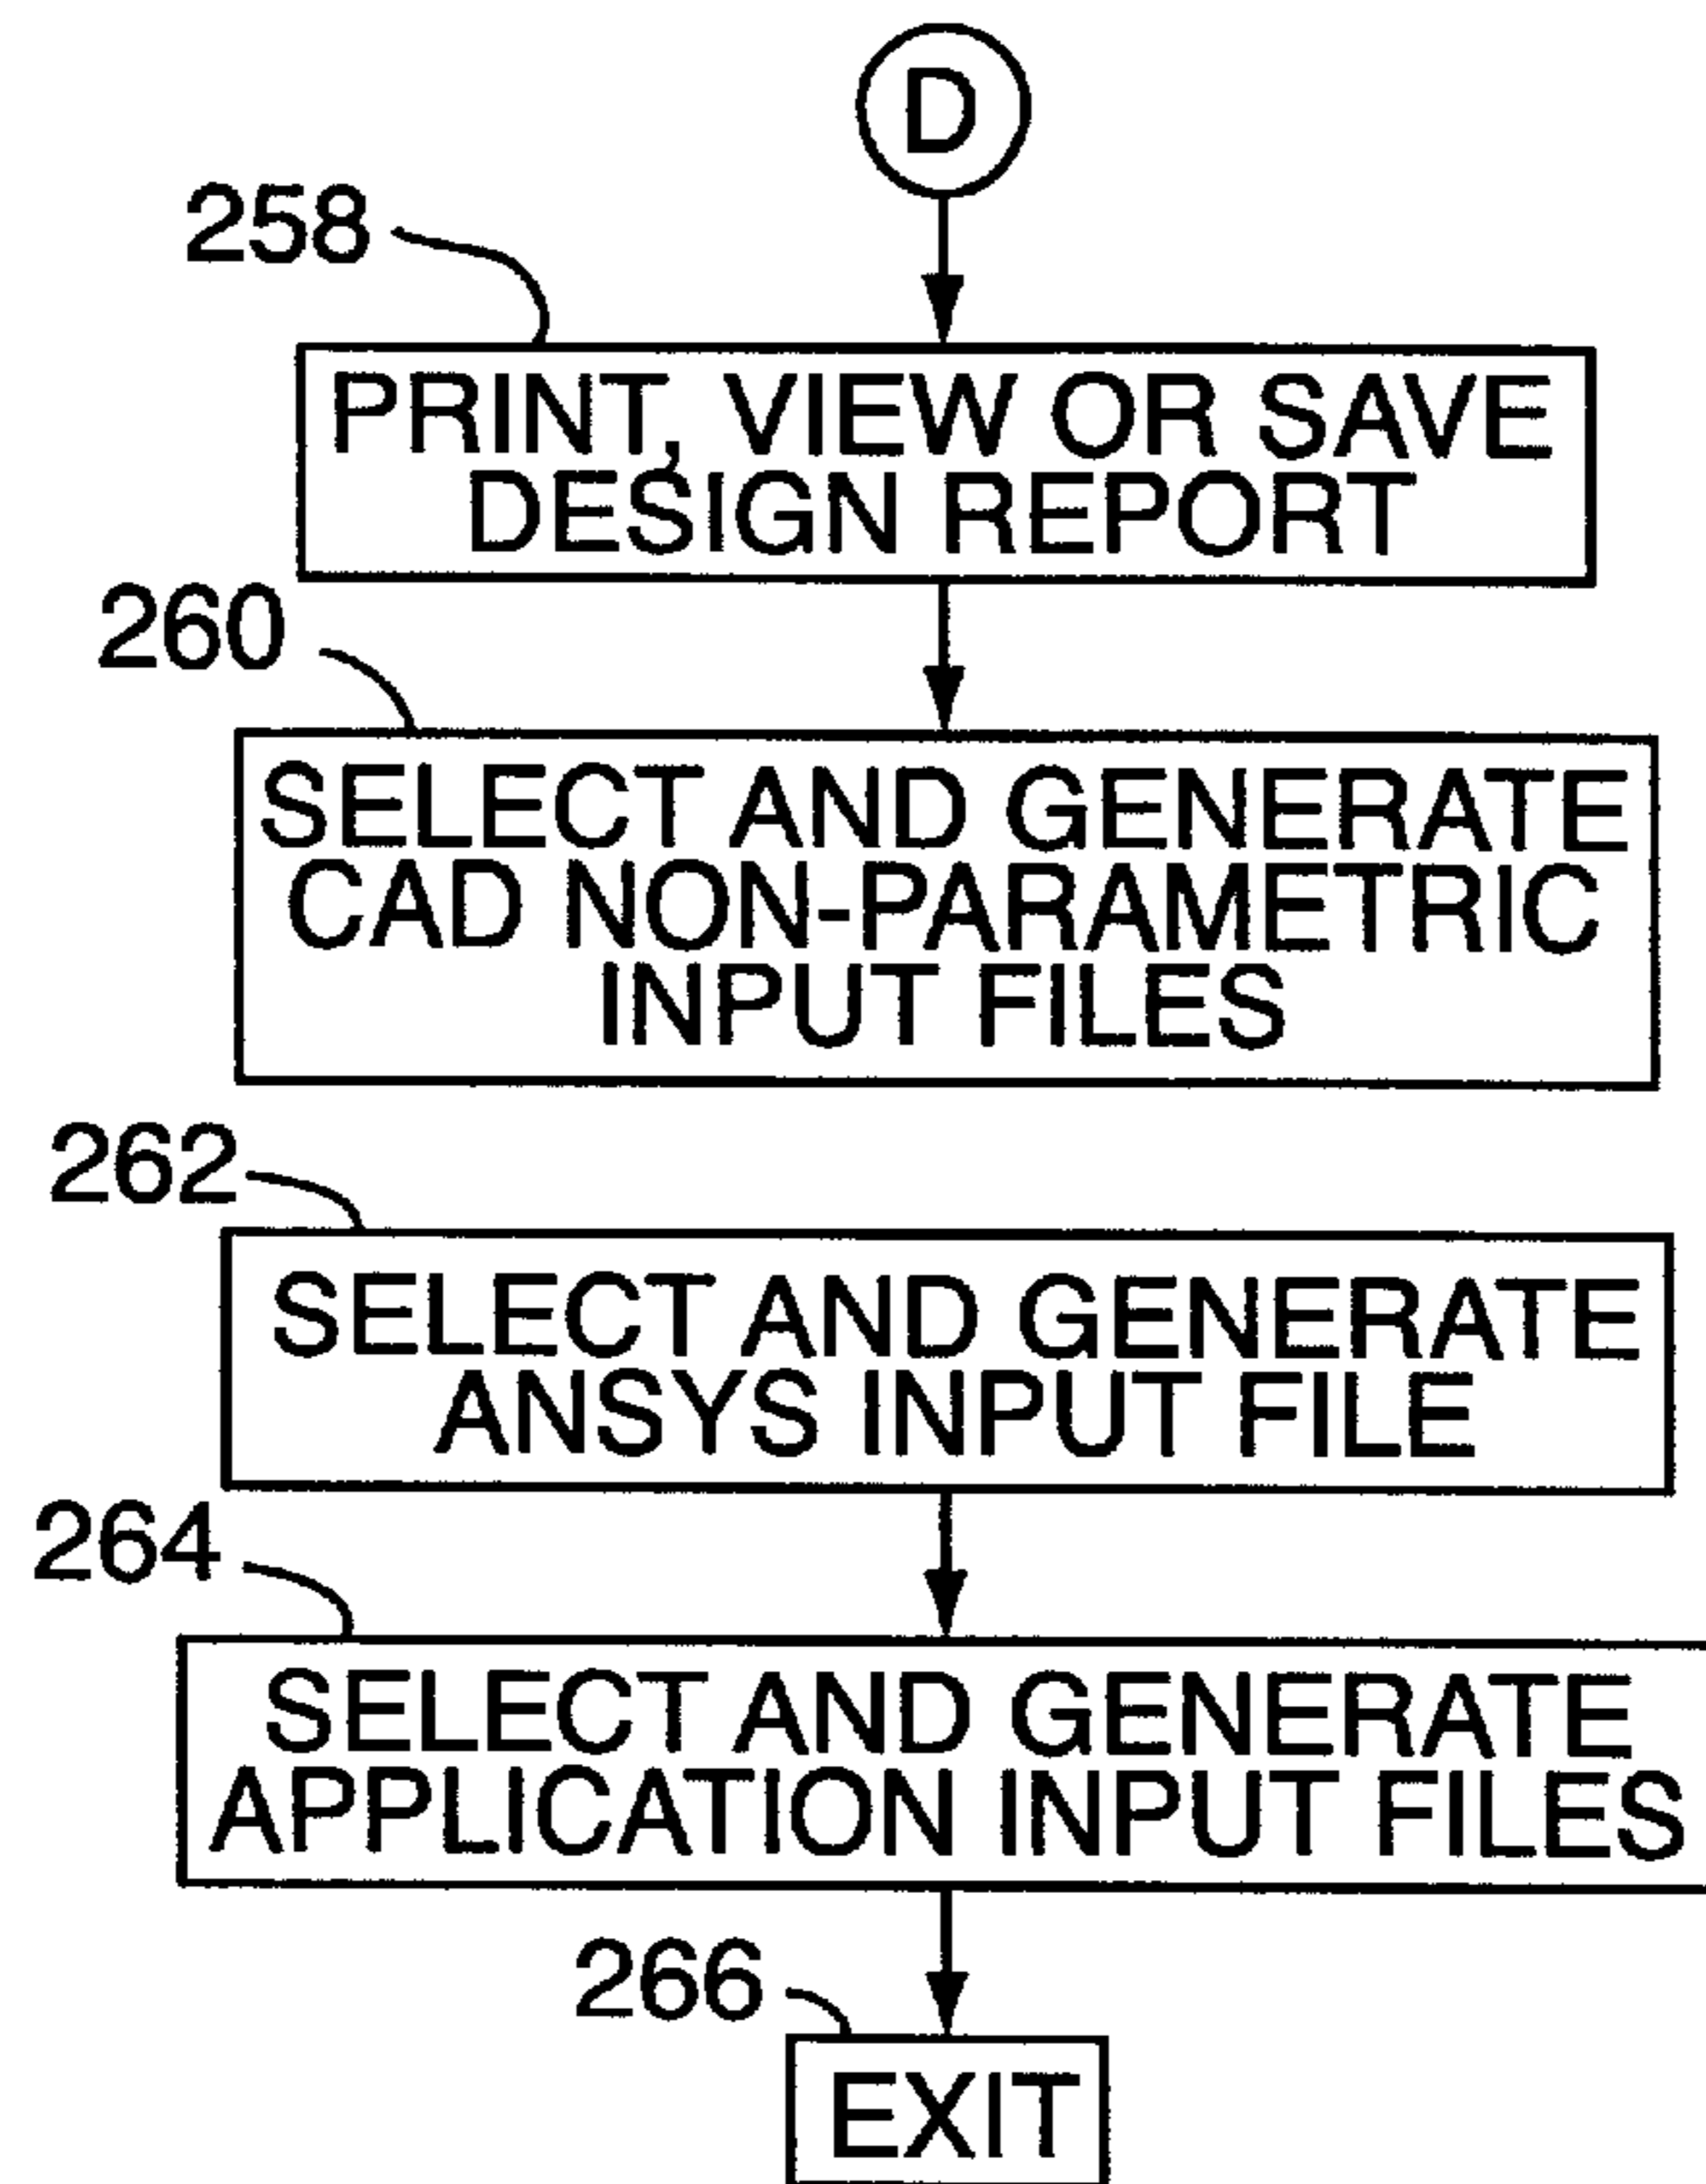 D
258
PRINT, VIEW OR SAVE
DESIGN REPORT
260
SELECT AND GENERATE
CAD NON-PARAMETRIC
INPUT FILES
262
SELECT AND GENERATE
ANSYS INPUT FILE
264
SELECT AND GENERATE
APPLICATION INPUT FILES
266
EXIT